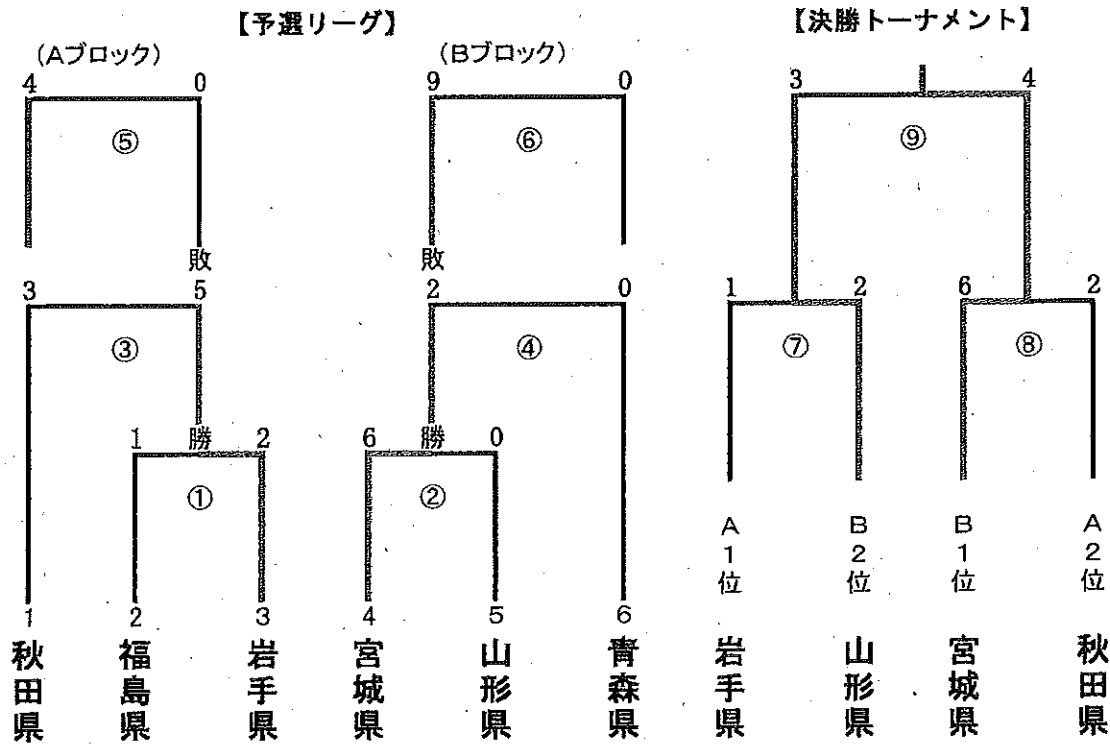 【予選リーグ】
【決勝トーナメント】
(Aブロック)
(Bブロック)
4 0
9 0
3 4
⑤
⑥
⑨
敗
敗
3 5
2 0
1 2
6 2
③
④
⑦
⑧
1 勝 2
6 勝 0
①
②
A1位
B2位
B1位
A2位
1 2 3 4 5 6
秋田県
福島県
岩手県
宮城県
山形県
青森県
岩手県
山形県
宮城県
秋田県